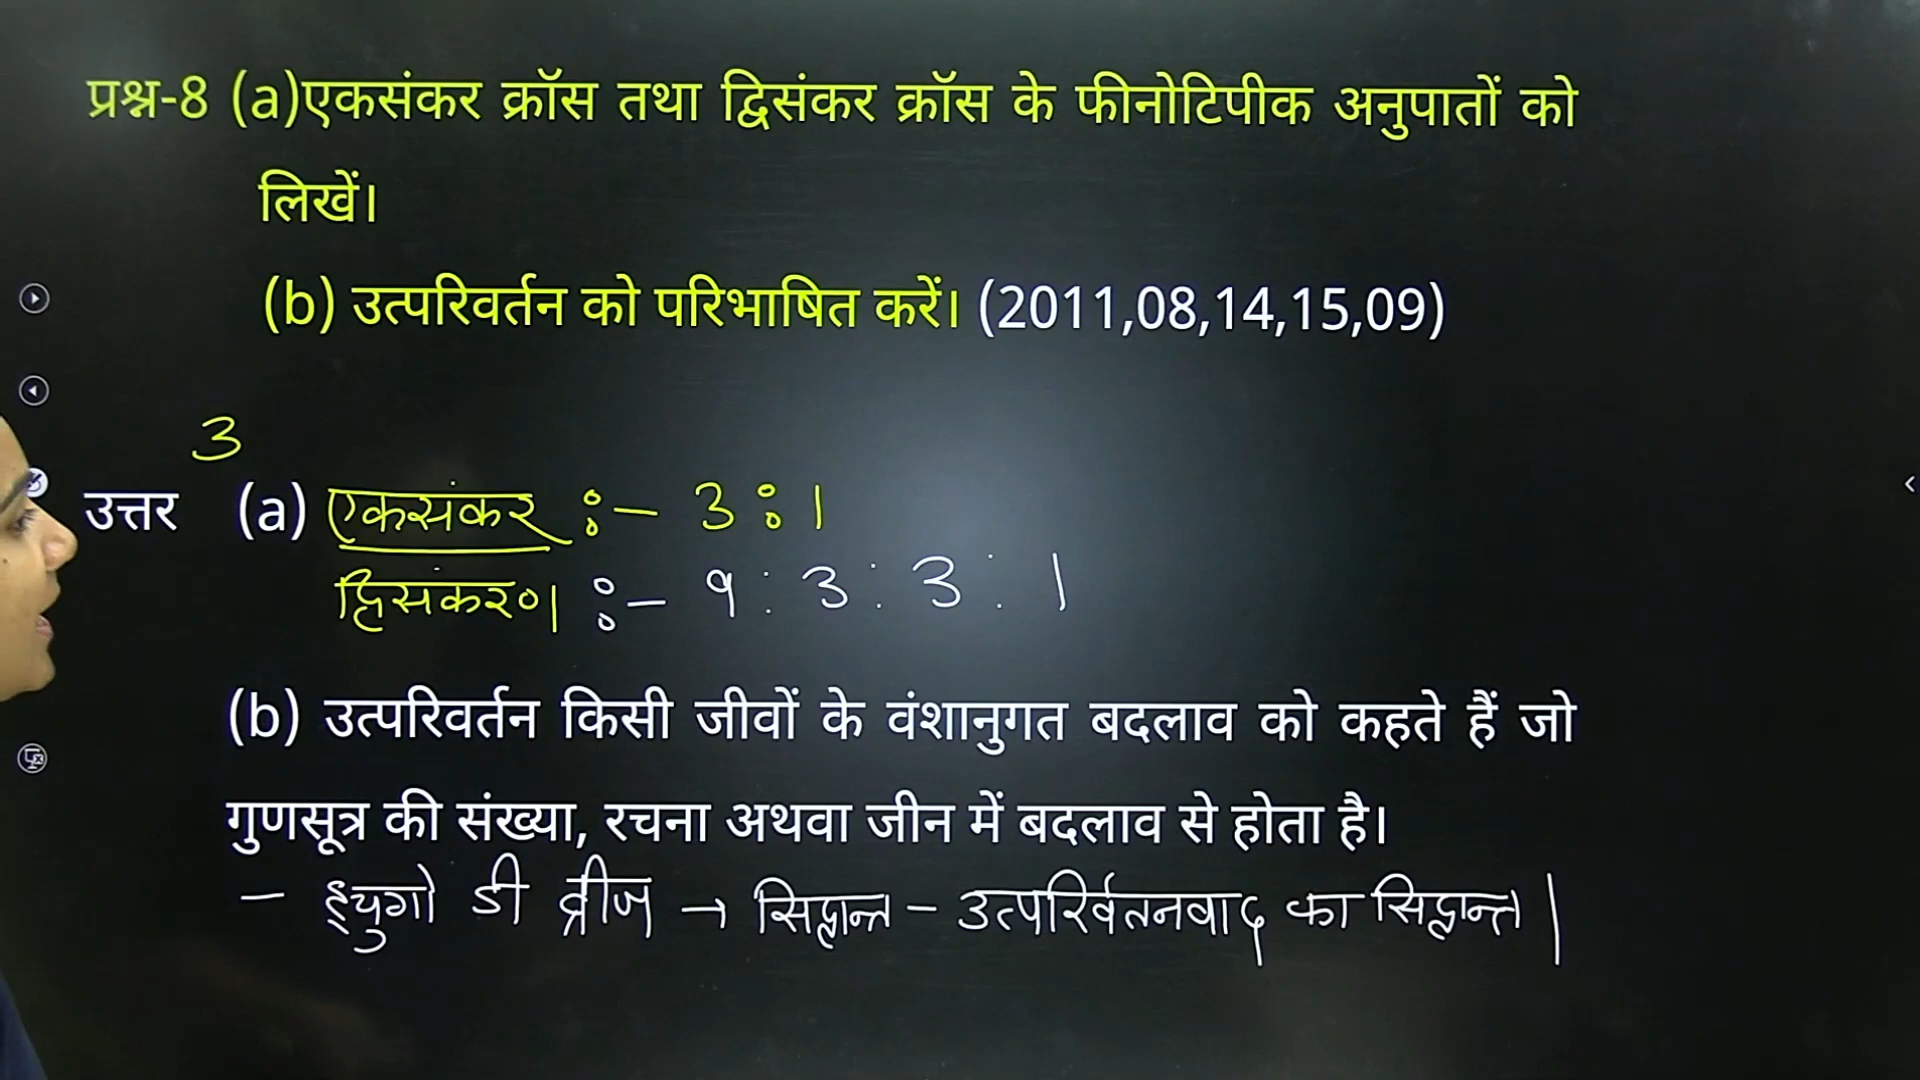 प्रश्न-8 (a)एकसंकर क्रॉस तथा द्विसंकर क्रॉस के फीनोटिपीक अनुपातों को
लिखें।
(b) उत्परिवर्तन को परिभाषित करें। (2011,08,14,15,09)
3
उत्तर (a) एकसंकर :- 3 : 1
द्विसंकरण :- 9 : 3 : 3 : 1
(b) उत्परिवर्तन किसी जीवों के वंशानुगत बदलाव को कहते हैं जो
गुणसूत्र की संख्या, रचना अथवा जीन में बदलाव से होता है।
- ह्युगो डी व्रीज → सिद्धान्त - उत्परिर्वतनवाद का सिद्धान्त |